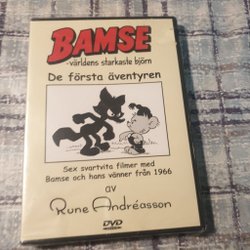 BAMSE
-världens starkaste björn
De första äventyren
Sex svartvita filmer med
Bamse och hans vänner från 1966
av
Rune Andréasson
DVD